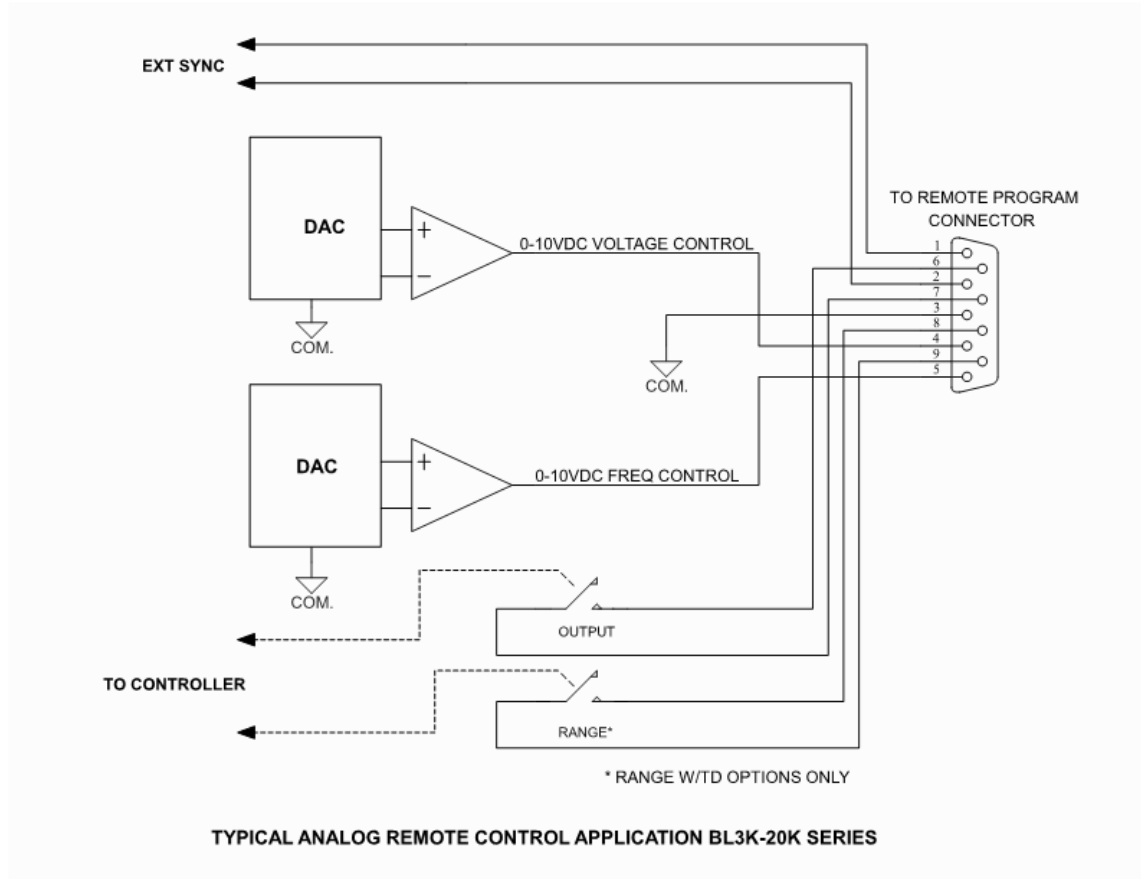 EXT SYNC
DAC
+
−
0-10VDC VOLTAGE CONTROL
COM.
TO REMOTE PROGRAM
CONNECTOR
1
6
2
7
3
8
4
9
5
COM.
DAC
+
−
0-10VDC FREQ CONTROL
COM.
OUTPUT
TO CONTROLLER
RANGE*
* RANGE W/TD OPTIONS ONLY
TYPICAL ANALOG REMOTE CONTROL APPLICATION BL3K-20K SERIES